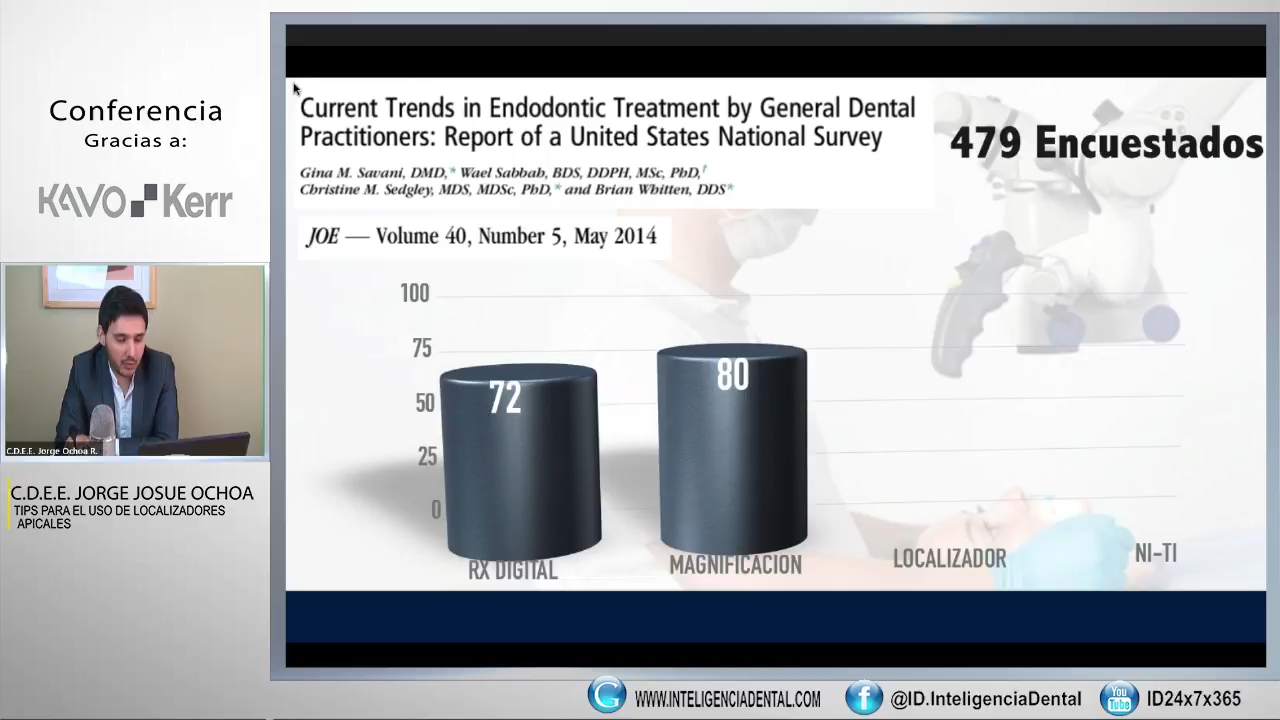 Conferencia
Gracias a:
KAVO Kerr
C.D.E.E. Jorge Ochoa R.
C.D.E.E. JORGE JOSUE OCHOA
TIPS PARA EL USO DE LOCALIZADORES
APICALES
Current Trends in Endodontic Treatment by General Dental
Practitioners: Report of a United States National Survey
Gina M. Savani, DMD,* Wael Sabbab, BDS, DDPH, MSc, PhD,†
Christine M. Sedgley, MDS, MDSc, PhD,* and Brian Whitten, DDS*
479 Encuestados
JOE — Volume 40, Number 5, May 2014
100
75
50
25
0
72
80
RX DIGITAL
MAGNIFICACION
LOCALIZADOR
NI-TI
WWW.INTELIGENCIADENTAL.COM
@ID.InteligenciaDental
You
Tube
ID24x7x365